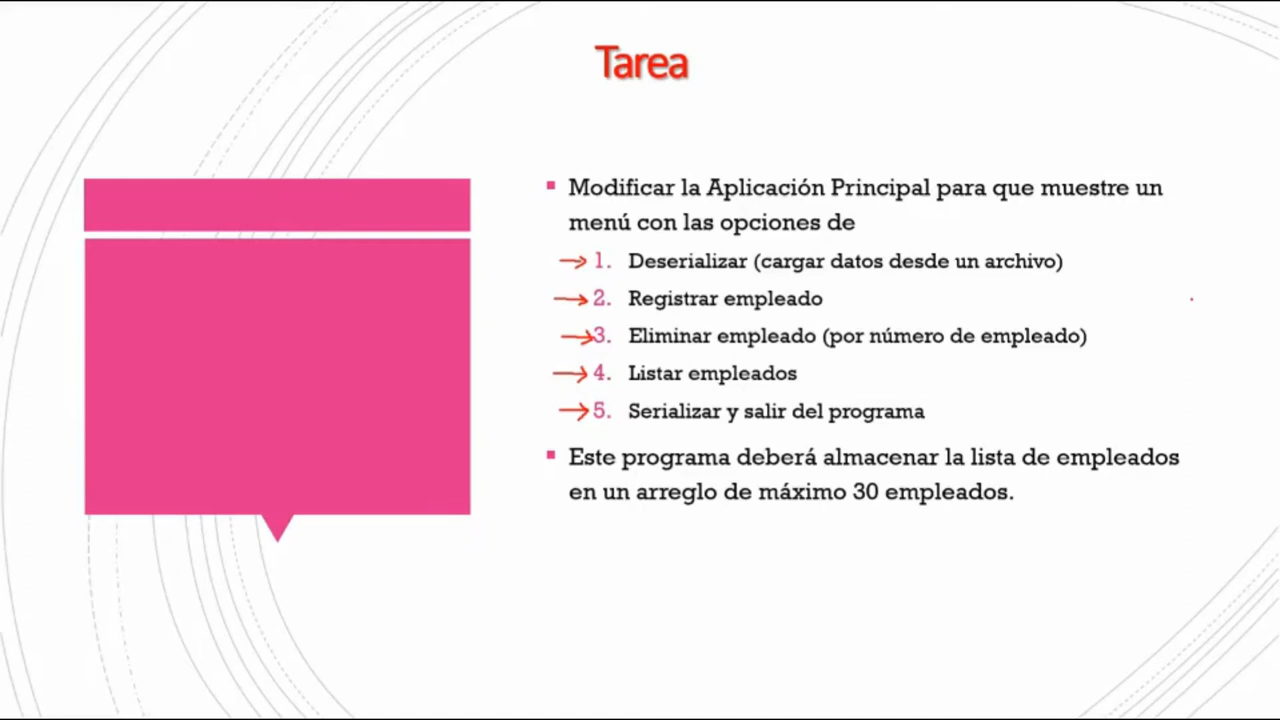 Tarea
Modificar la Aplicación Principal para que muestre un
menú con las opciones de
1. Deserializar (cargar datos desde un archivo)
2. Registrar empleado
3. Eliminar empleado (por número de empleado)
4. Listar empleados
5. Serializar y salir del programa
Este programa deberá almacenar la lista de empleados
en un arreglo de máximo 30 empleados.